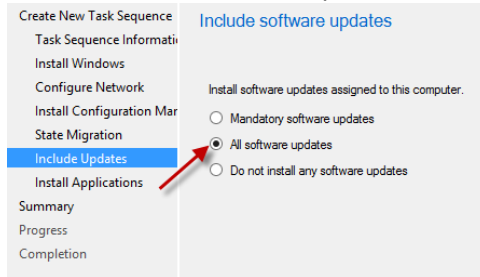 Create New Task Sequence
Task Sequence Informati
Install Windows
Configure Network
Install Configuration Mar
State Migration
Include Updates
Install Applications
Summary
Progress
Completion
Include software updates
Install software updates assigned to this computer.
Mandatory software updates
All software updates
Do not install any software updates